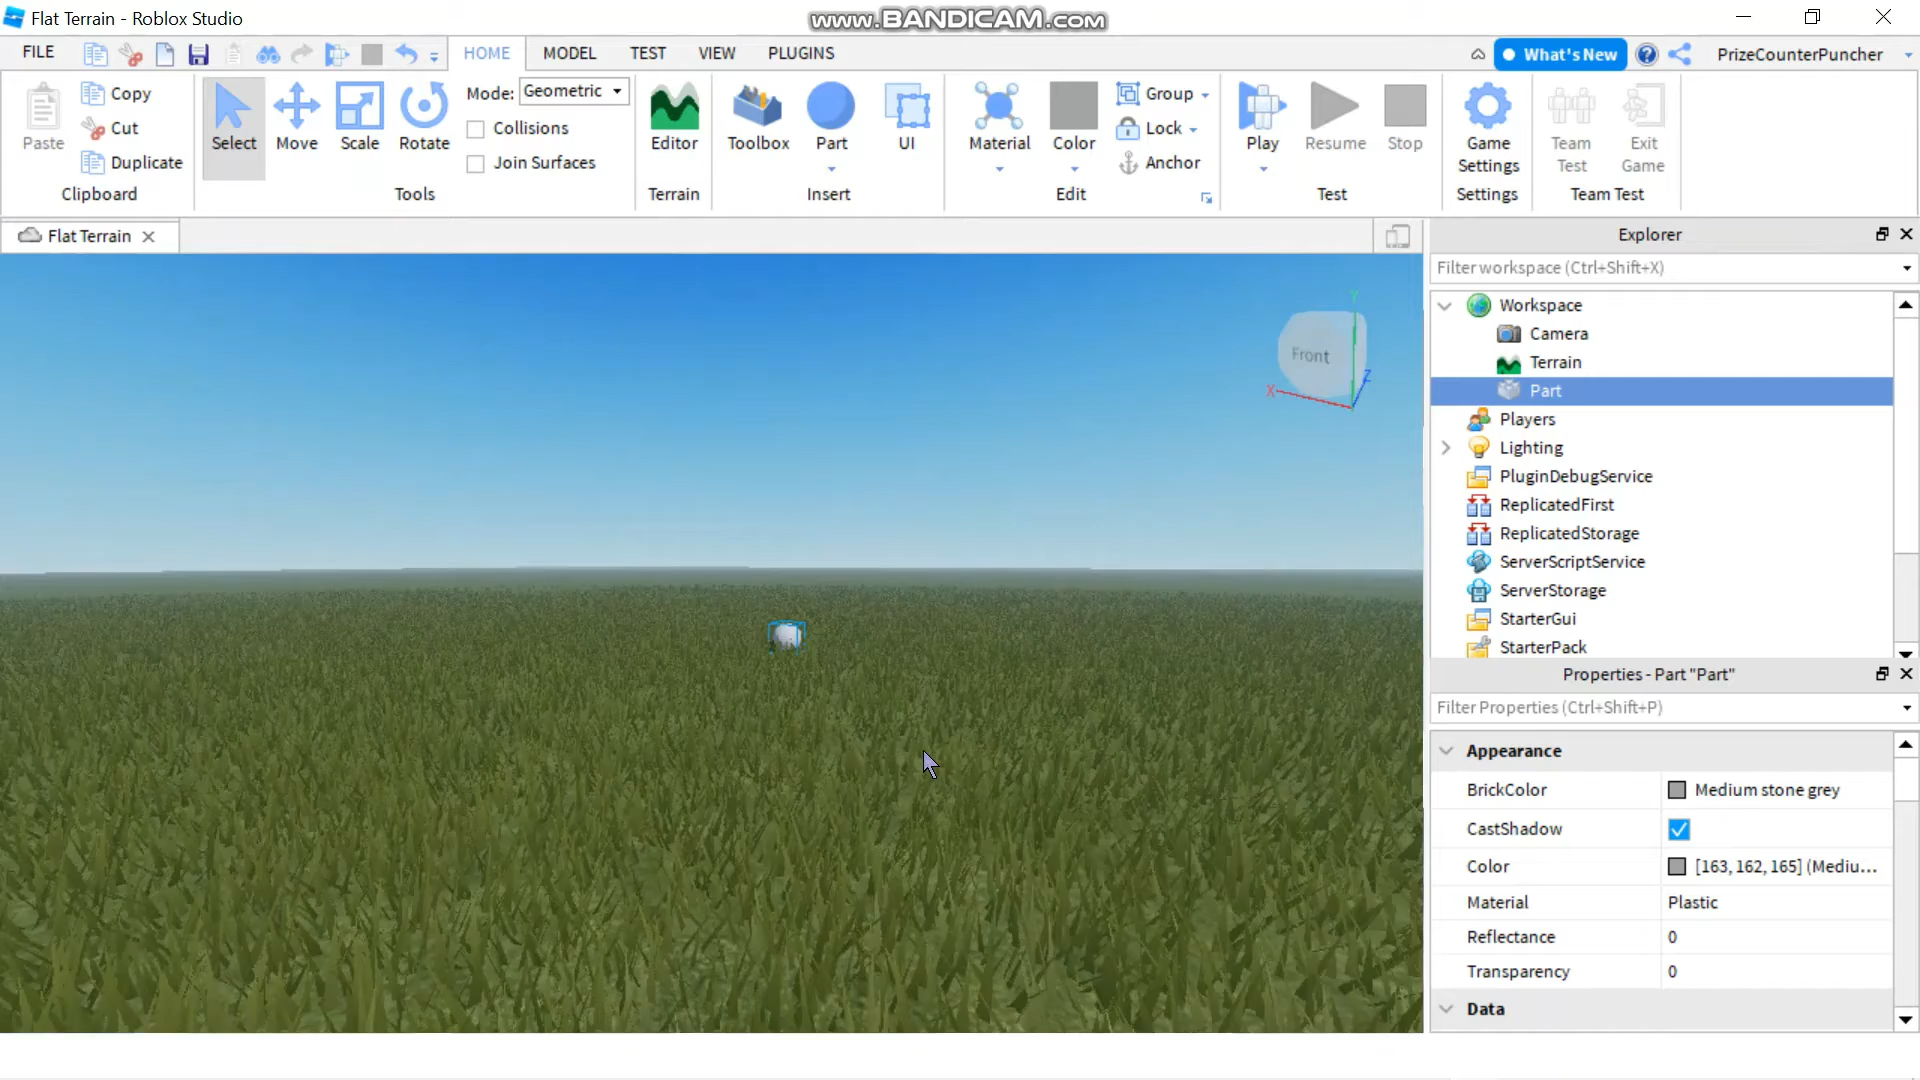 Flat Terrain - Roblox Studio
www.BANDICAM.com
FILE HOME MODEL TEST VIEW PLUGINS What's New PrizeCounterPuncher
Paste Copy Cut Duplicate
Clipboard
Select Move Scale Rotate
Mode: Geometric
Collisions
Join Surfaces
Tools
Editor
Terrain
Toolbox Part UI
Insert
Material Color
Group
Lock
Anchor
Edit
Play Resume Stop
Test
Game Settings
Settings
Team Test
Exit Game
Team Test
Flat Terrain
Front
X
Y
Z
Explorer
Filter workspace (Ctrl+Shift+X)
Workspace
Camera
Terrain
Part
Players
Lighting
PluginDebugService
ReplicatedFirst
ReplicatedStorage
ServerScriptService
ServerStorage
StarterGui
StarterPack
Properties - Part "Part"
Filter Properties (Ctrl+Shift+P)
Appearance
BrickColor Medium stone grey
CastShadow
Color [163, 162, 165] (Mediu...
Material Plastic
Reflectance 0
Transparency 0
Data